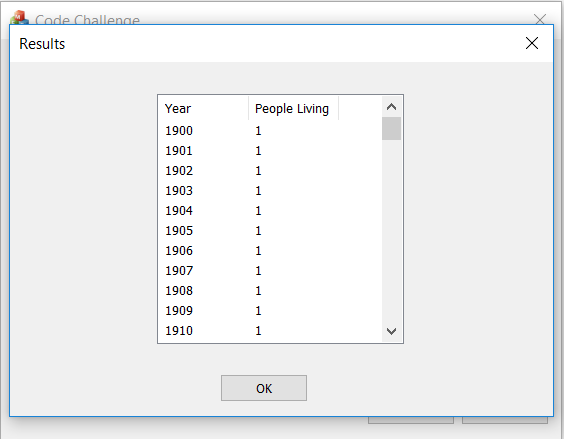 Code Challenge
Results
Year People Living
1900 1
1901 1
1902 1
1903 1
1904 1
1905 1
1906 1
1907 1
1908 1
1909 1
1910 1
OK